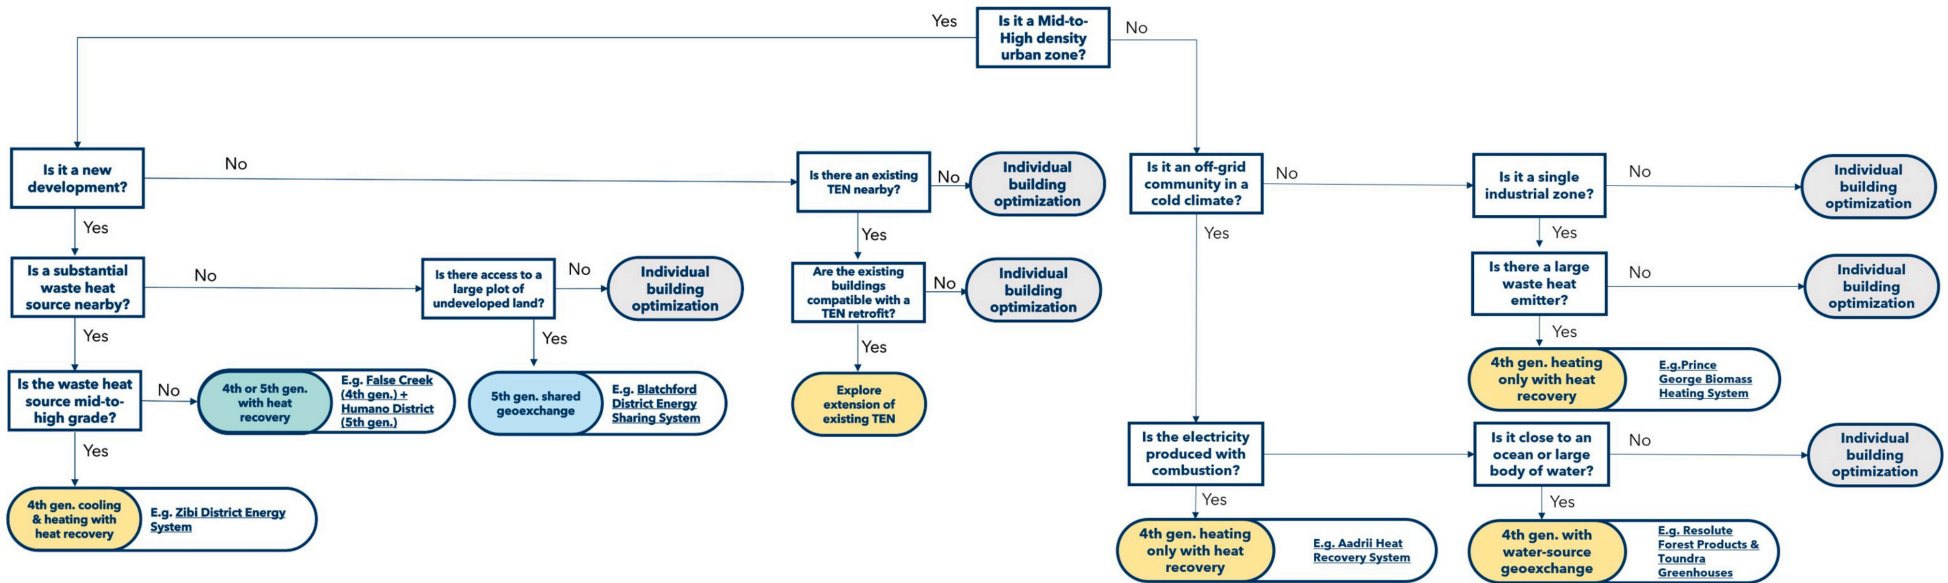 Yes
Is it a Mid-to-
High density
urban zone?
No
Is it a new
development?
No
Is there an existing
TEN nearby?
No
Individual
building
optimization
Is it an off-grid
community in a
cold climate?
No
Is it a single
industrial zone?
No
Individual
building
optimization
Yes
Yes
Yes
Yes
Is a substantial
waste heat
source nearby?
No
Is there access to a
large plot of
undeveloped land?
No
Individual
building
optimization
Are the existing
buildings
compatible with a
TEN retrofit?
No
Individual
building
optimization
Is there a large
waste heat
emitter?
No
Individual
building
optimization
Yes
Yes
Yes
Yes
Is the waste heat
source mid-to-
high grade?
No
4th or 5th gen.
with heat
recovery
E.g. False Creek
(4th gen.) +
Humano District
(5th gen.)
5th gen. shared
geoexchange
E.g. Blatchford
District Energy
Sharing System
Explore
extension of
existing TEN
4th gen. heating
only with heat
recovery
E.g.Prince
George Biomass
Heating System
Yes
Is the electricity
produced with
combustion?
Is it close to an
ocean or large
body of water?
No
Individual
building
optimization
Yes
Yes
4th gen. cooling
& heating with
heat recovery
E.g. Zibi District Energy
System
4th gen. heating
only with heat
recovery
E.g. Aadrii Heat
Recovery System
4th gen. with
water-source
geoexchange
E.g. Resolute
Forest Products &
Toundra
Greenhouses